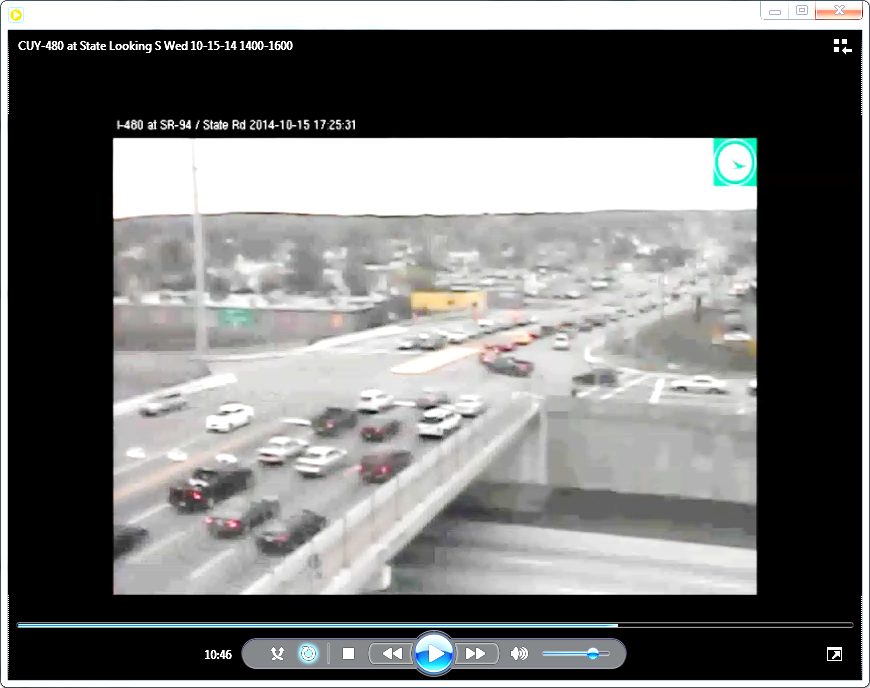 CUY-480 at State Looking S Wed 10-15-14 1400-1600
I-480 at SR-94 / State Rd 2014-10-15 17:25:31
10:46